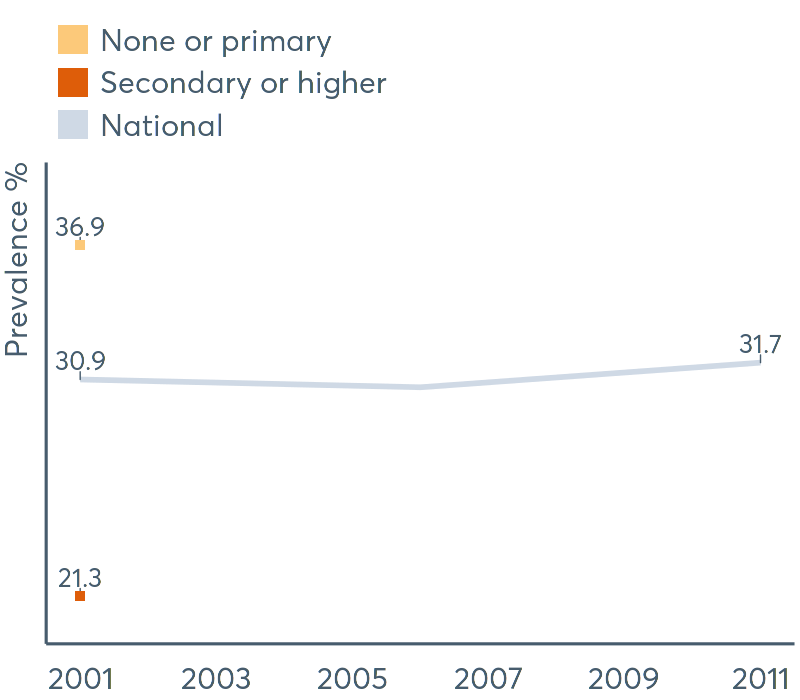 None or primary
Secondary or higher
National
Prevalence %
36.9
30.9
31.7
21.3
2001 2003 2005 2007 2009 2011